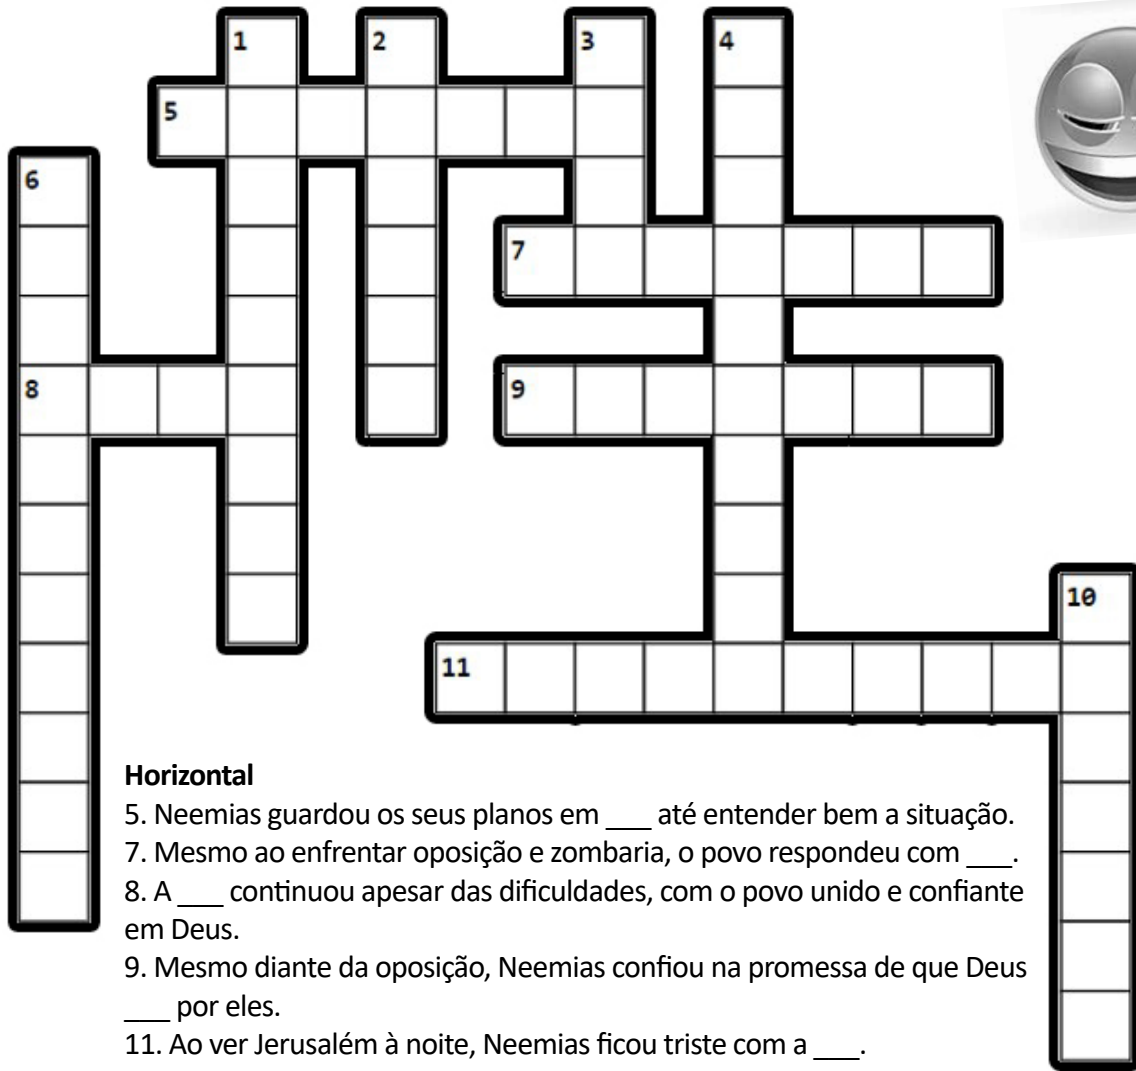 1 2 3 4
5
6
7
8 9
10
11
Horizontal
5. Neemias guardou os seus planos em ___ até entender bem a situação.
7. Mesmo ao enfrentar oposição e zombaria, o povo respondeu com ___.
8. A ___ continuou apesar das dificuldades, com o povo unido e confiante
em Deus.
9. Mesmo diante da oposição, Neemias confiou na promessa de que Deus
___ por eles.
11. Ao ver Jerusalém à noite, Neemias ficou triste com a ___.